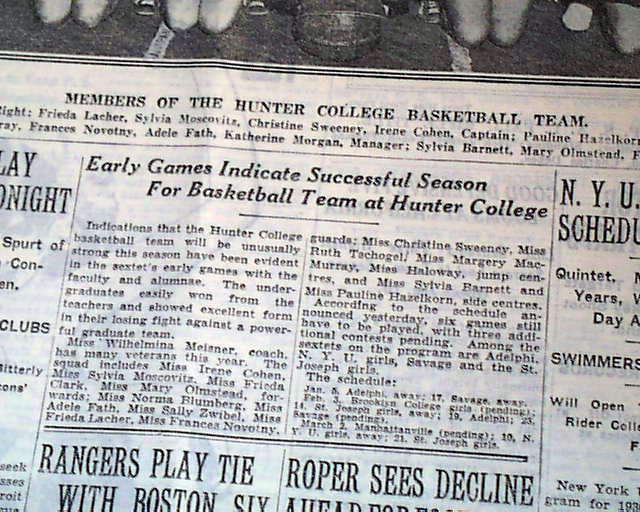 MEMBERS OF THE HUNTER COLLEGE BASKETBALL TEAM.
Right: Frieda Lacher, Sylvia Moscovitz, Christine Sweeney, Irene Cohen, Captain; Pauline Hazelkorn
ray, Frances Novotny, Adele Fath, Katherine Morgan, Manager; Sylvia Barnett, Mary Olmstead, F
LAY
ONIGHT
Spurt of
Con-
en.
CLUBS
Bitterly
cons'
seek
sses
roit
Early Games Indicate Successful Season
For Basketball Team at Hunter College
Indications that the Hunter College
basketball team will be unusually
strong this season have been evident
in the sextet's early games with the
faculty and alumnae. The under-
graduates easily won from the
teachers and showed excellent form
in their losing fight against a power-
ful graduate team.
Miss Wilhelmina Meisner, coach,
has many veterans this year. The
squad includes Miss Irene Cohen,
Miss Sylvia Moscovitz, Miss Frieda
Clark, Miss Mary Olmstead, for-
wards; Miss Norma Blumberg, Miss
Adele Fath, Miss Sally Zwibel, Miss
Frieda Lacher, Miss Frances Novotny,
guards; Miss Christine Sweeney, Miss
Ruth Tschogel, Miss Margery Mac-
Murray, Miss Haloway, jump cen-
tres, and Miss Sylvia Barnett and
Miss Pauline Hazelkorn, side centres.
According to the schedule an-
nounced yesterday, six games still
have to be played, with three addi-
tional contests pending. Among the
sextets on the program are Adelphi,
N. Y. U. girls, Savage and the St.
Joseph girls.
The schedule:
Jan. 5, Adelphi, away; 17, Savage, away.
Feb. Brooklyn College girls (pending);
14, St. Joseph girls, away; 19, Adelphi; 23,
Savage (pending).
March 2, Manhattanville (pending); 10, N.
Y. U. girls, away; 21, St. Joseph girls.
RANGERS PLAY TIE
WITH BOSTON SIX
ROPER SEES DECLINE
N. Y. U.
SCHEDU
Quintet,
Years,
Day A
SWIMMERS
Will Open
Rider Colle
F
New York
gram for 193